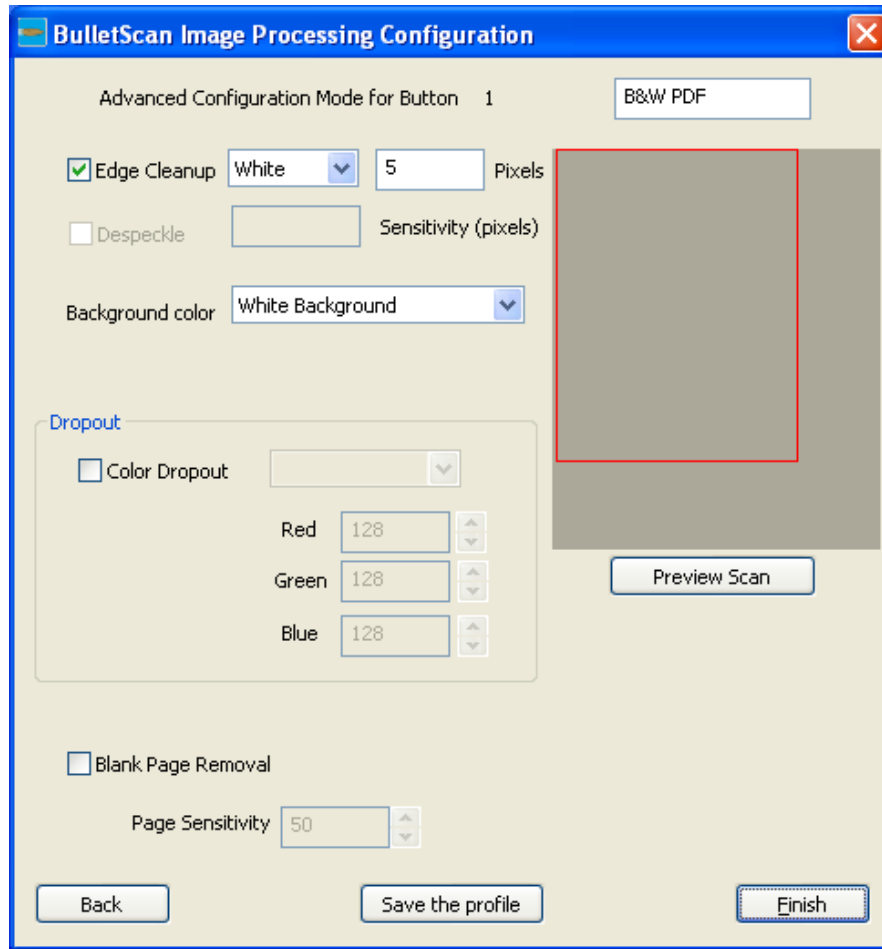 BulletScan Image Processing Configuration
Advanced Configuration Mode for Button 1 B&W PDF
Edge Cleanup White 5 Pixels
Despeckle Sensitivity (pixels)
Background color White Background
Dropout
Color Dropout
Red 128
Green 128
Blue 128
Preview Scan
Blank Page Removal
Page Sensitivity 50
Back Save the profile Finish